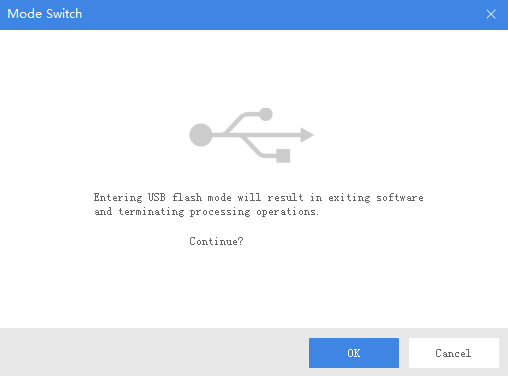 Mode Switch
Entering USB flash mode will result in exiting software
and terminating processing operations.
Continue?
OK
Cancel